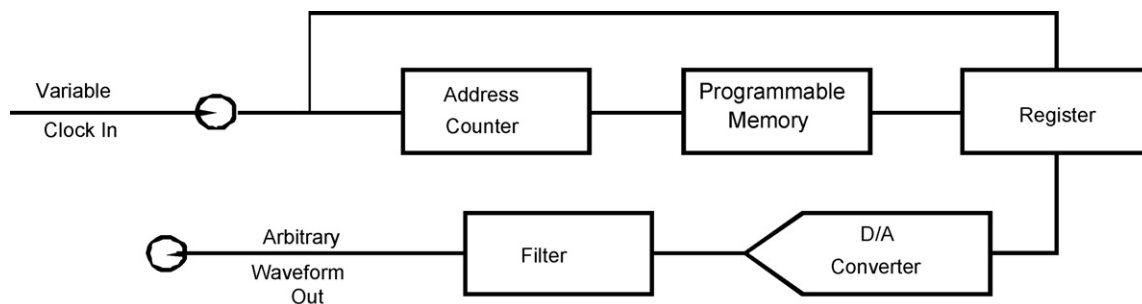 Variable
Clock In
Address
Counter
Programmable
Memory
Register
Arbitrary
Waveform
Out
Filter
D/A
Converter